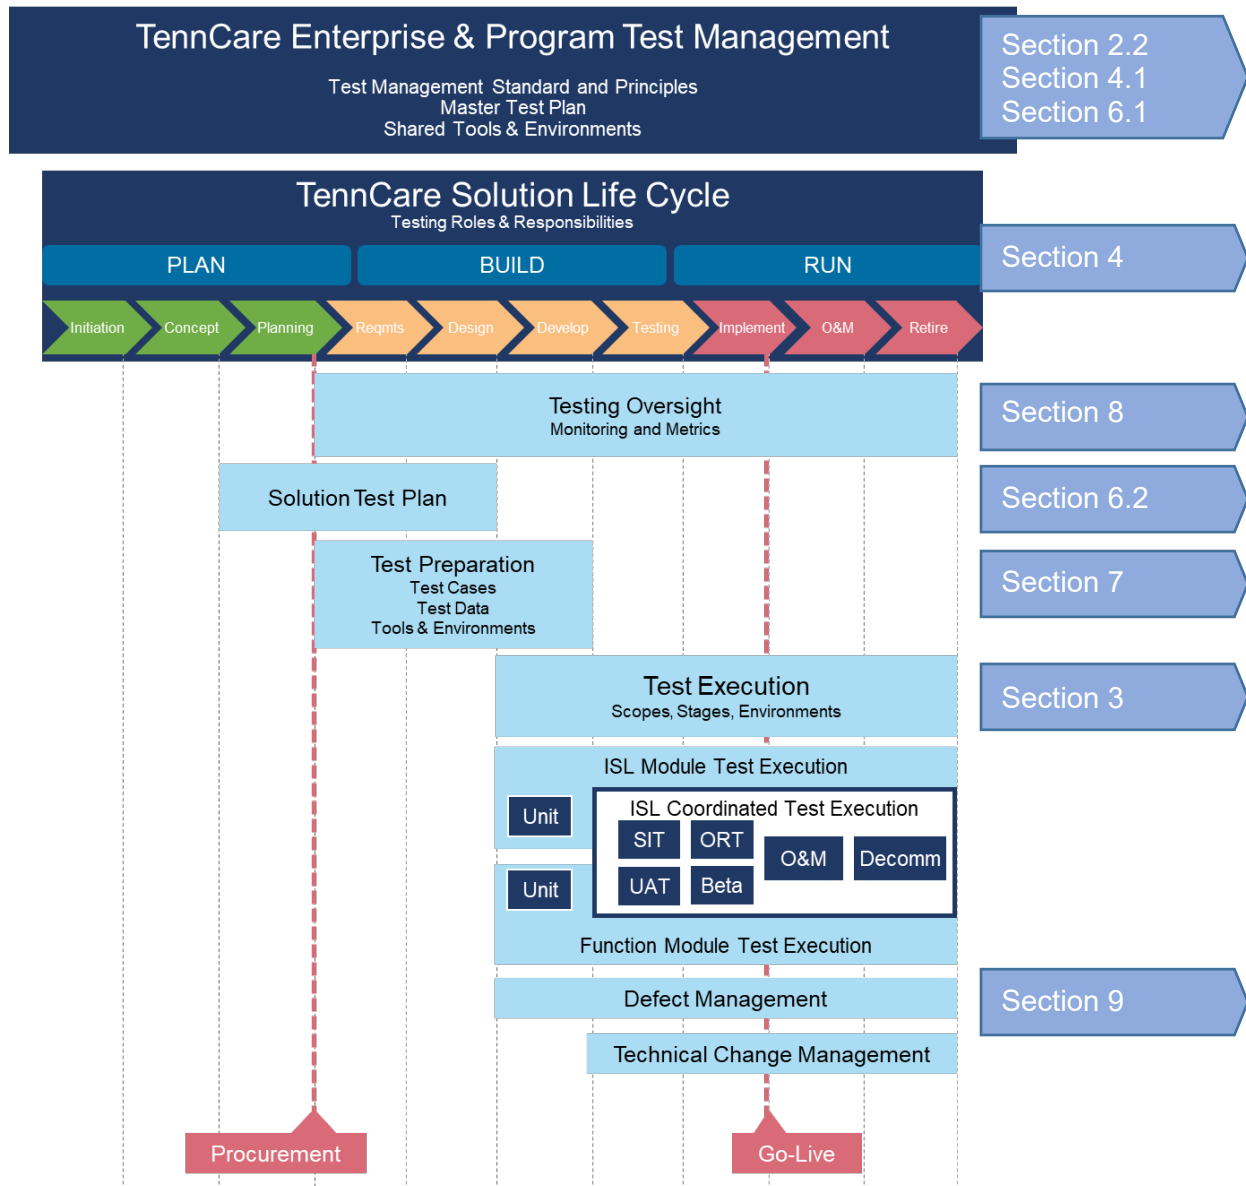 TennCare Enterprise & Program Test Management
Test Management Standard and Principles
Master Test Plan
Shared Tools & Environments
Section 2.2
Section 4.1
Section 6.1
TennCare Solution Life Cycle
Testing Roles & Responsibilities
PLAN
BUILD
RUN
Section 4
Initiation
Concept
Planning
Reqmts
Design
Develop
Testing
Implement
O&M
Retire
Testing Oversight
Monitoring and Metrics
Section 8
Solution Test Plan
Section 6.2
Test Preparation
Test Cases
Test Data
Tools & Environments
Section 7
Test Execution
Scopes, Stages, Environments
Section 3
ISL Module Test Execution
Unit
ISL Coordinated Test Execution
SIT
ORT
O&M
Decomm
UAT
Beta
Unit
Function Module Test Execution
Defect Management
Section 9
Technical Change Management
Procurement
Go-Live